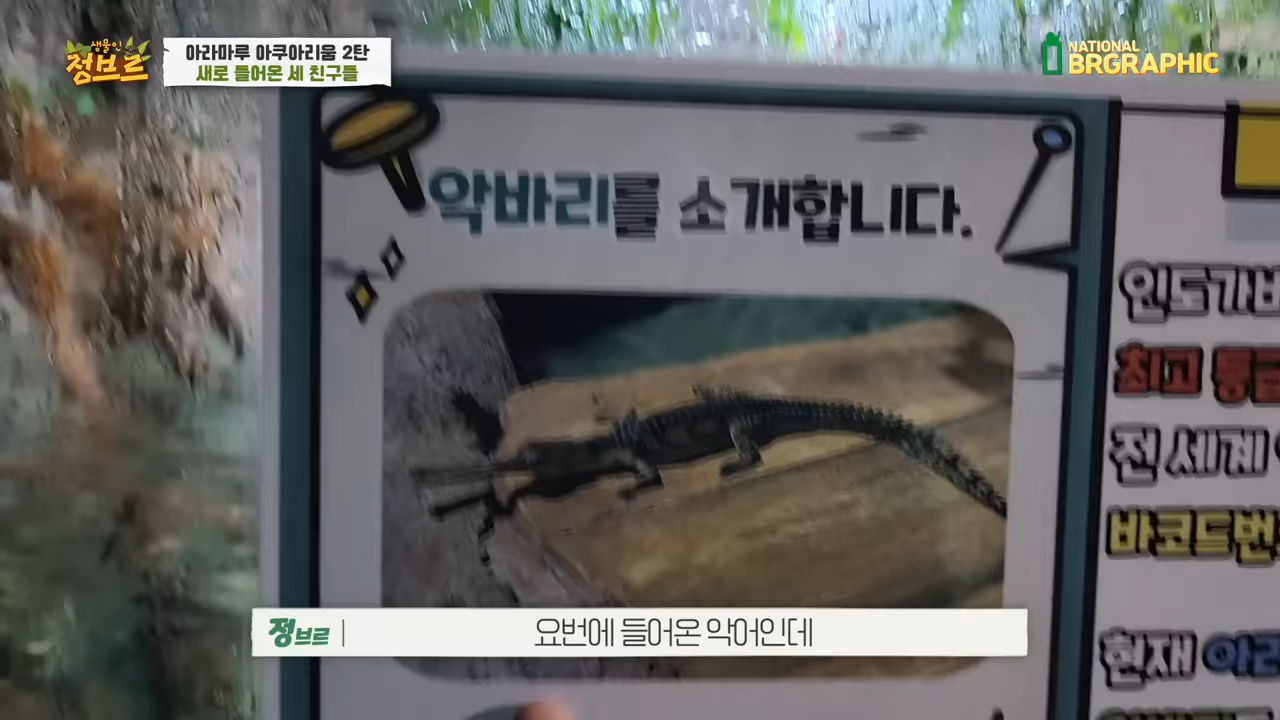 생물인
정브르
아라마루 아쿠아리움 2탄
새로 들어온 세 친구들
NATIONAL
BRGRAPHIC
악바리를 소개합니다.
인도가비
최고 등급
전 세계
바코드번
현재 아라
정브르
요번에 들어온 악어인데